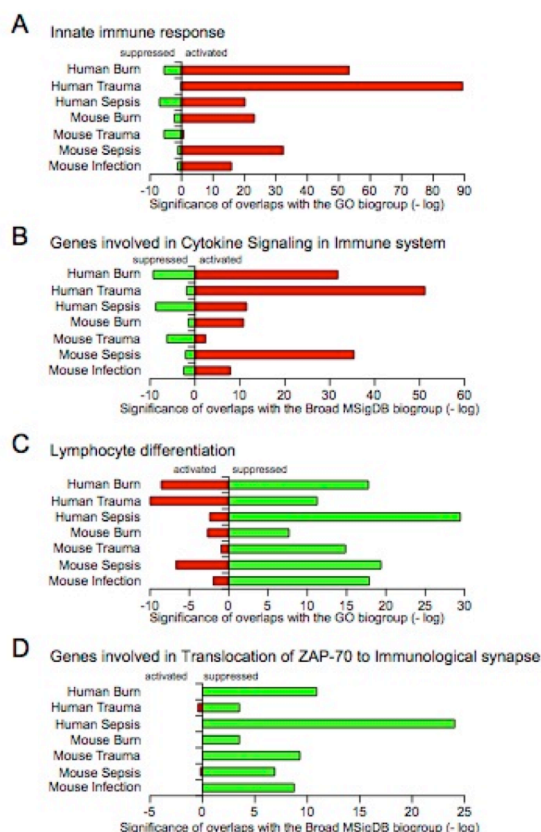 A Innate immune response
suppressed activated
Human Burn
Human Trauma
Human Sepsis
Mouse Burn
Mouse Trauma
Mouse Sepsis
Mouse Infection
-10 0 10 20 30 40 50 60 70 80 90
Significance of overlaps with the GO biogroup (- log)
B Genes involved in Cytokine Signaling in Immune system
suppressed activated
Human Burn
Human Trauma
Human Sepsis
Mouse Burn
Mouse Trauma
Mouse Sepsis
Mouse Infection
-10 0 10 20 30 40 50 60
Significance of overlaps with the Broad MSigDB biogroup (- log)
C Lymphocyte differentiation
activated suppressed
Human Burn
Human Trauma
Human Sepsis
Mouse Burn
Mouse Trauma
Mouse Sepsis
Mouse Infection
-10 -5 0 5 10 15 20 25 30
Significance of overlaps with the GO biogroup (- log)
D Genes involved in Translocation of ZAP-70 to Immunological synapse
activated suppressed
Human Burn
Human Trauma
Human Sepsis
Mouse Burn
Mouse Trauma
Mouse Sepsis
Mouse Infection
-5 0 5 10 15 20 25
Significance of overlaps with the Broad MSigDB biogroup (- log)